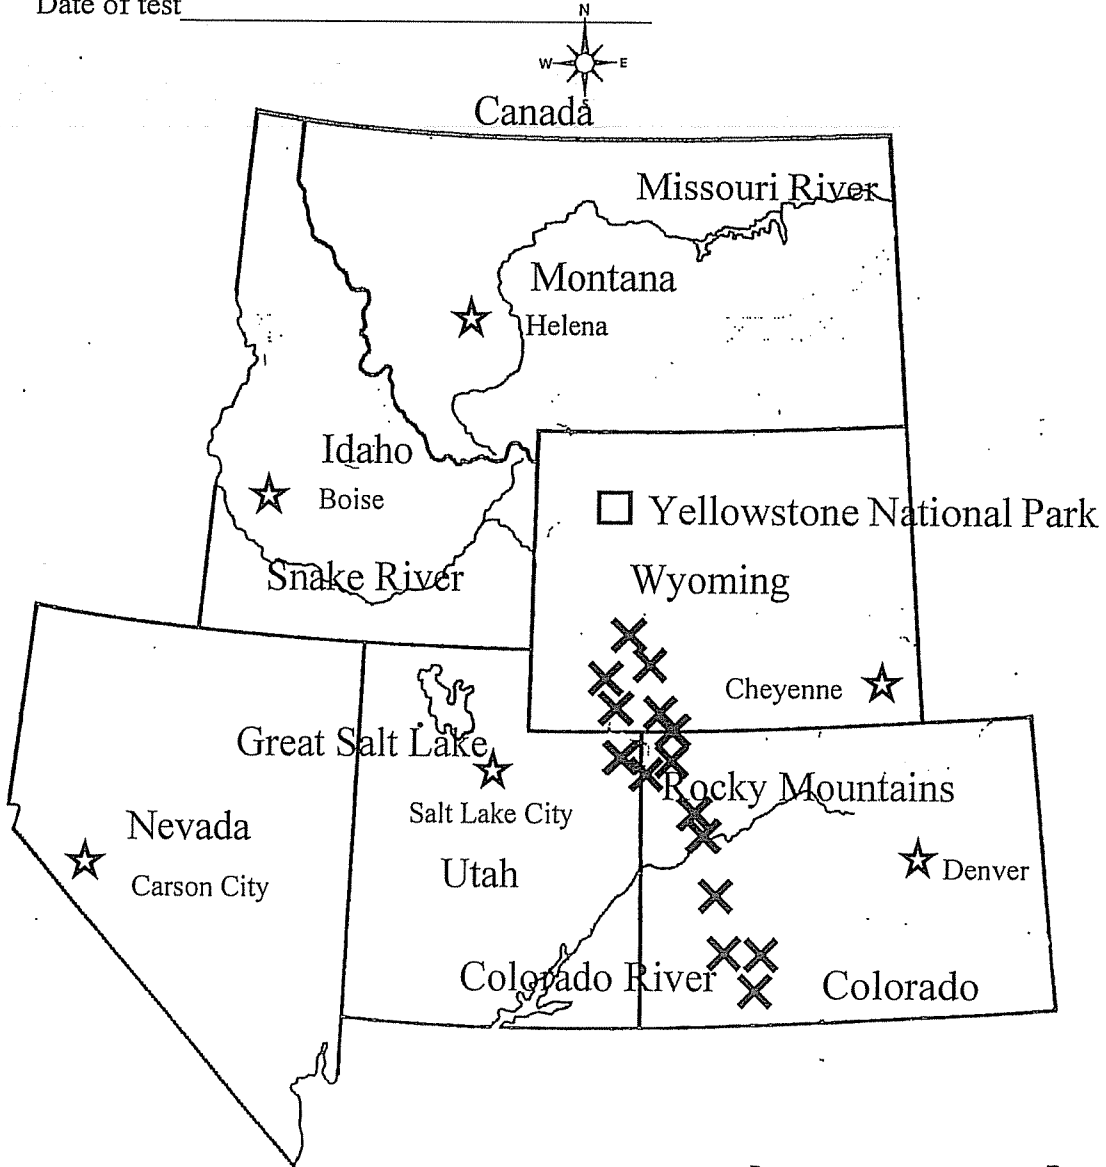 Date of test
N
W E
S
Canada
Missouri River
Montana
Helena
Idaho
Boise
Yellowstone National Park
Snake River
Wyoming
Cheyenne
Great Salt Lake
Rocky Mountains
Salt Lake City
Nevada
Utah
Denver
Carson City
Colorado River
Colorado